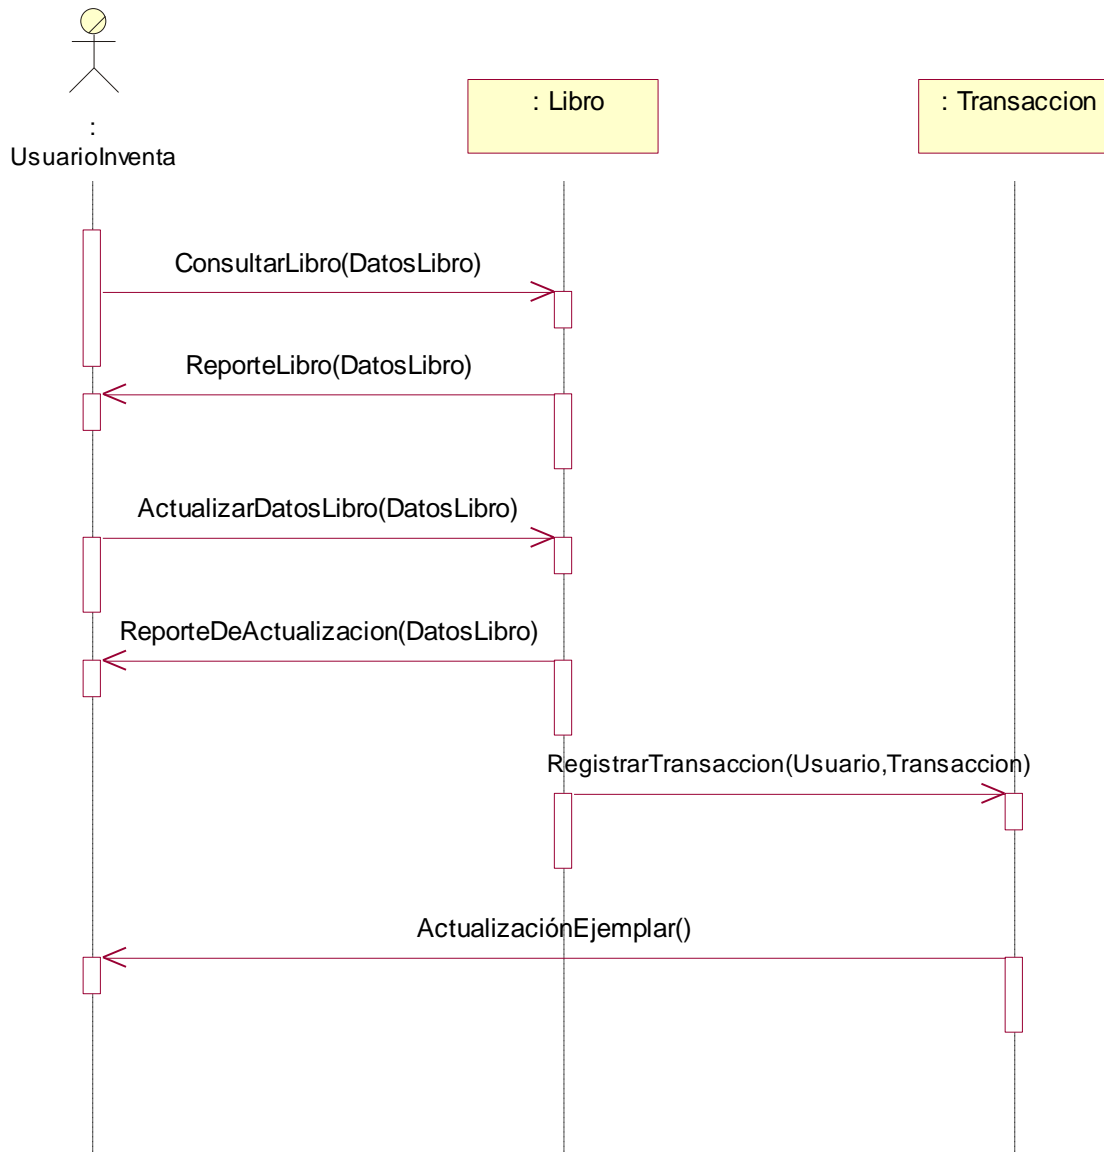 : Libro
: Transaccion
:
UsuarioInventa
ConsultarLibro(DatosLibro)
ReporteLibro(DatosLibro)
ActualizarDatosLibro(DatosLibro)
ReporteDeActualizacion(DatosLibro)
RegistrarTransaccion(Usuario,Transaccion)
ActualizaciónEjemplar()